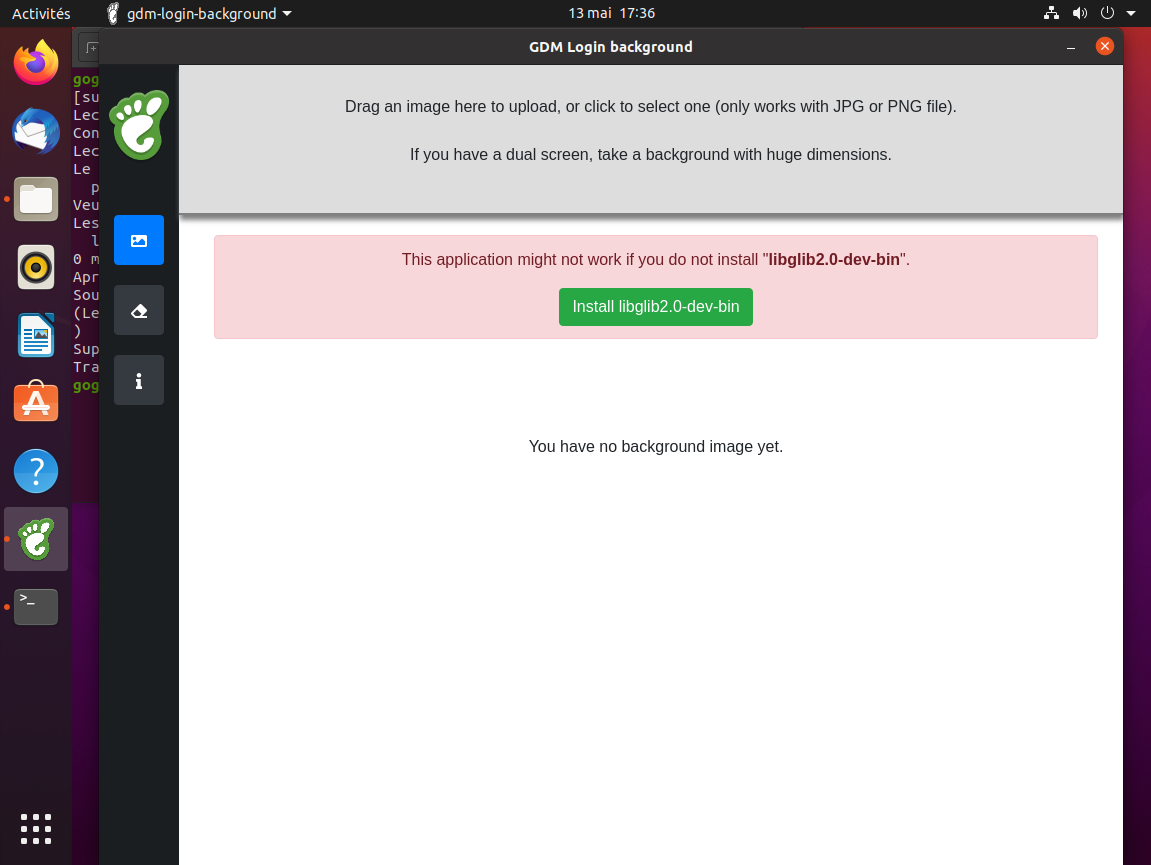 Activités
gdm-login-background
13 mai 17:36
GDM Login background
gog
[su
Lec
Con
Lec
Le
p
Veu
Les
l
0 m
Apr
Sou
(Le
)
Sup
Tra
gog
Drag an image here to upload, or click to select one (only works with JPG or PNG file).
If you have a dual screen, take a background with huge dimensions.
This application might not work if you do not install "libglib2.0-dev-bin".
Install libglib2.0-dev-bin
You have no background image yet.